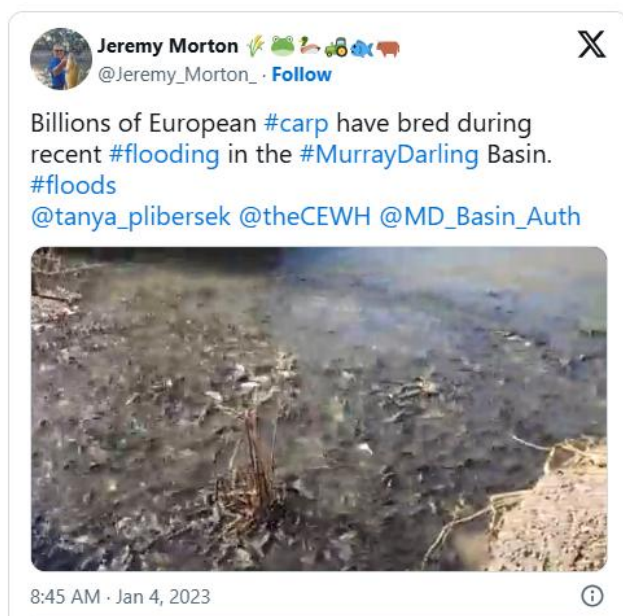 Jeremy Morton 🌾🐸🦆🚜🐟🐂
@Jeremy_Morton_ · Follow
Billions of European #carp have bred during
recent #flooding in the #MurrayDarling Basin.
#floods
@tanya_plibersek @theCEWH @MD_Basin_Auth
8:45 AM · Jan 4, 2023